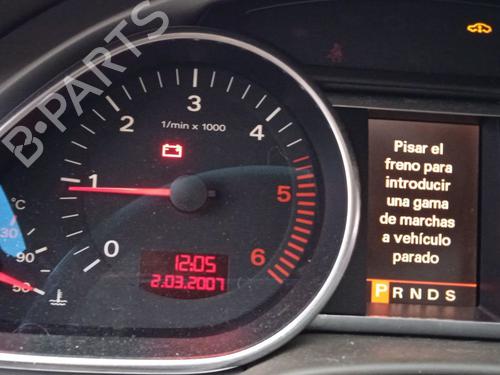 B-PARTS
3
2
4
1/min x 1000
1
5
°C
130
0
90
6
12:05
2.03.2007
50
Pisar el
freno para
introducir
una gama
de marchas
a vehículo
parado
P R N D S